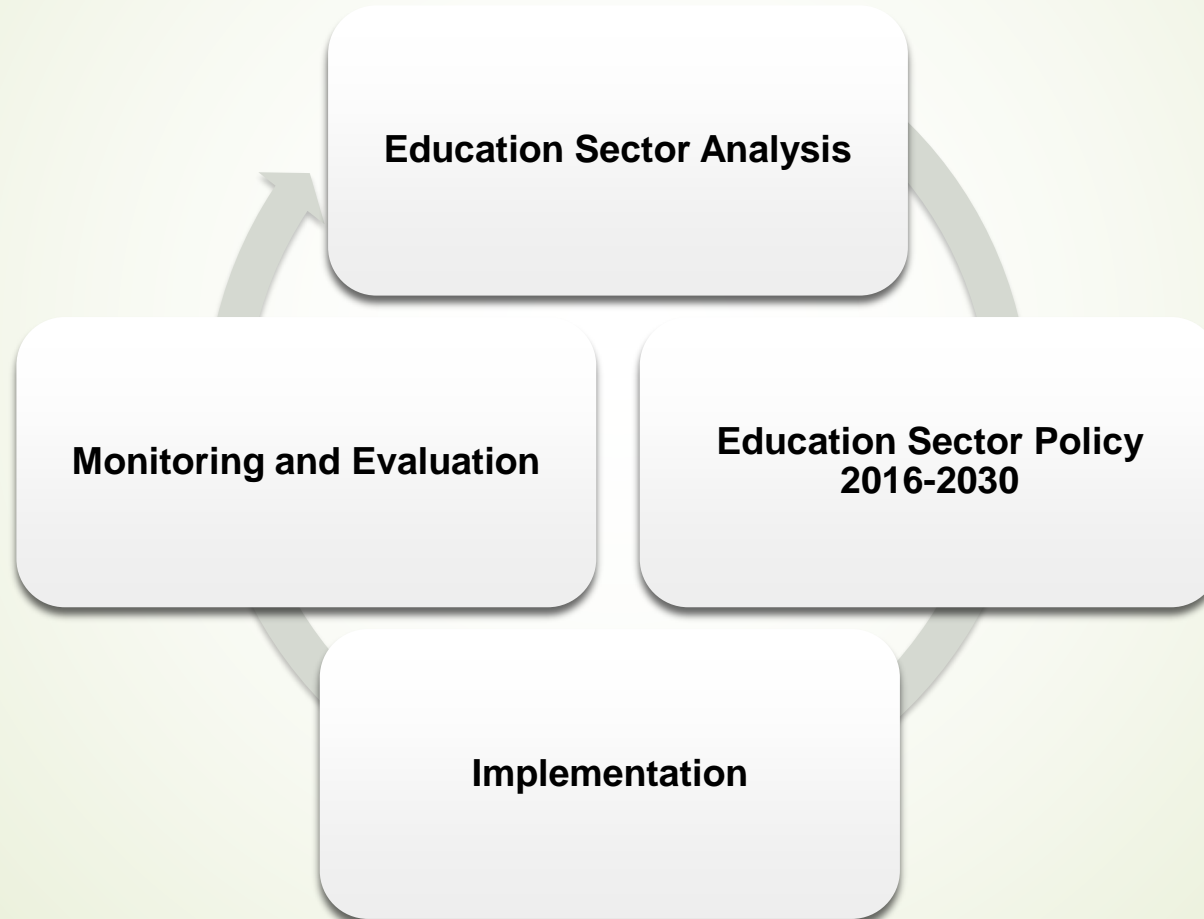 Education Sector Analysis
Education Sector Policy
2016-2030
Implementation
Monitoring and Evaluation